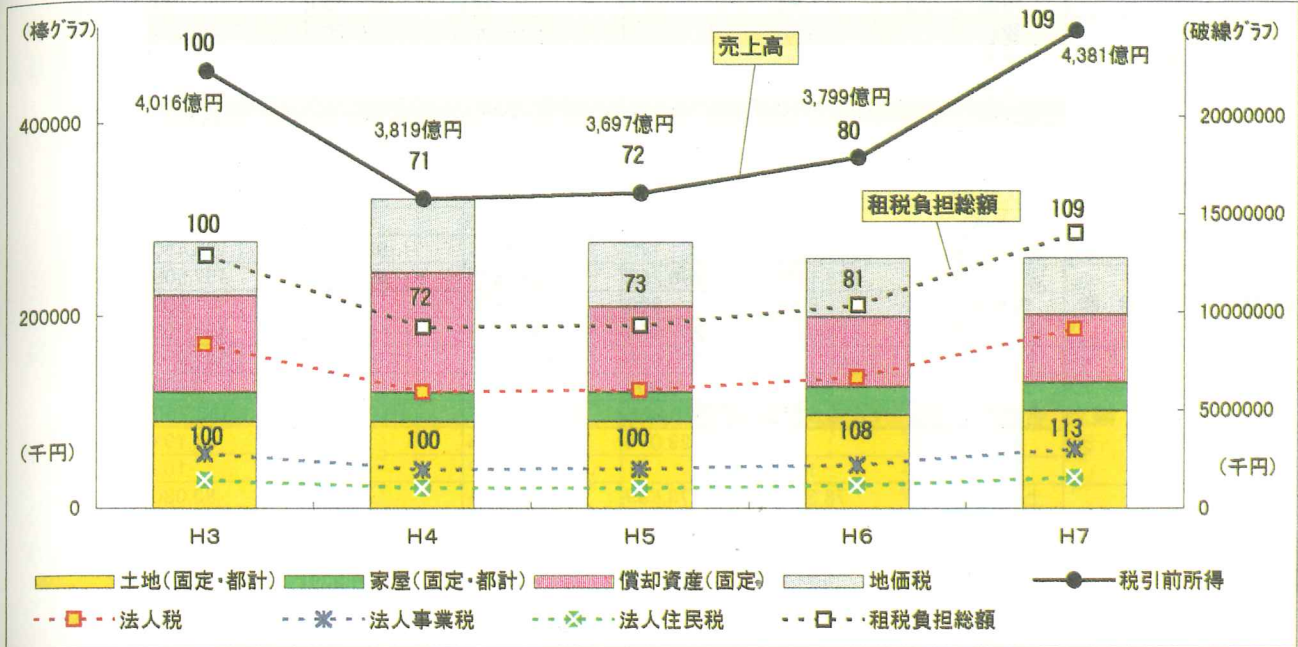 (棒グラフ)
(破線グラフ)
100
売上高
109
4,016億円
4,381億円
3,819億円
3,697億円
3,799億円
71
72
80
400000
20000000
租税負担総額
100
109
15000000
200000
72
73
81
10000000
5000000
100
100
100
108
113
(千円)
(千円)
0
0
H3
H4
H5
H6
H7
土地(固定・都計)
家屋(固定・都計)
償却資産(固定)
地価税
税引前所得
法人税
法人事業税
法人住民税
租税負担総額